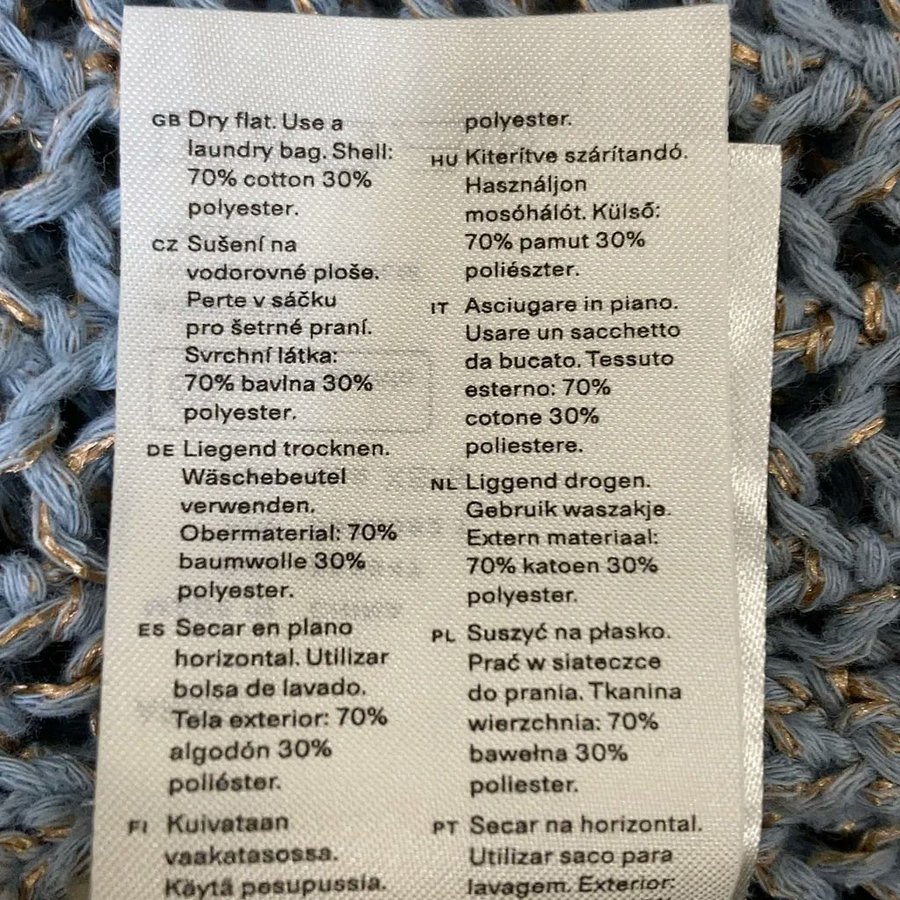 GB Dry flat. Use a
laundry bag. Shell:
70% cotton 30%
polyester.
CZ Sušení na
vodorovné ploše.
Perte v sáčku
pro šetrné praní.
Svrchní látka:
70% bavlna 30%
polyester.
DE Liegend trocknen.
Wäschebeutel
verwenden.
Obermaterial: 70%
baumwolle 30%
polyester.
ES Secar en plano
horizontal. Utilizar
bolsa de lavado.
Tela exterior: 70%
algodón 30%
poliéster.
FI Kuivataan
vaakatasossa.
Käytä pesupussia.
polyester.
HU Kiterítve szárítandó.
Használjon
mosóhálót. Külső:
70% pamut 30%
poliészter.
IT Asciugare in piano.
Usare un sacchetto
da bucato. Tessuto
esterno: 70%
cotone 30%
poliestere.
NL Liggend drogen.
Gebruik waszakje.
Extern materiaal:
70% katoen 30%
polyester.
PL Suszyć na płasko.
Prać w siateczce
do prania. Tkanina
wierzchnia: 70%
bawełna 30%
poliester.
PT Secar na horizontal.
Utilizar saco para
lavagem. Exterior: